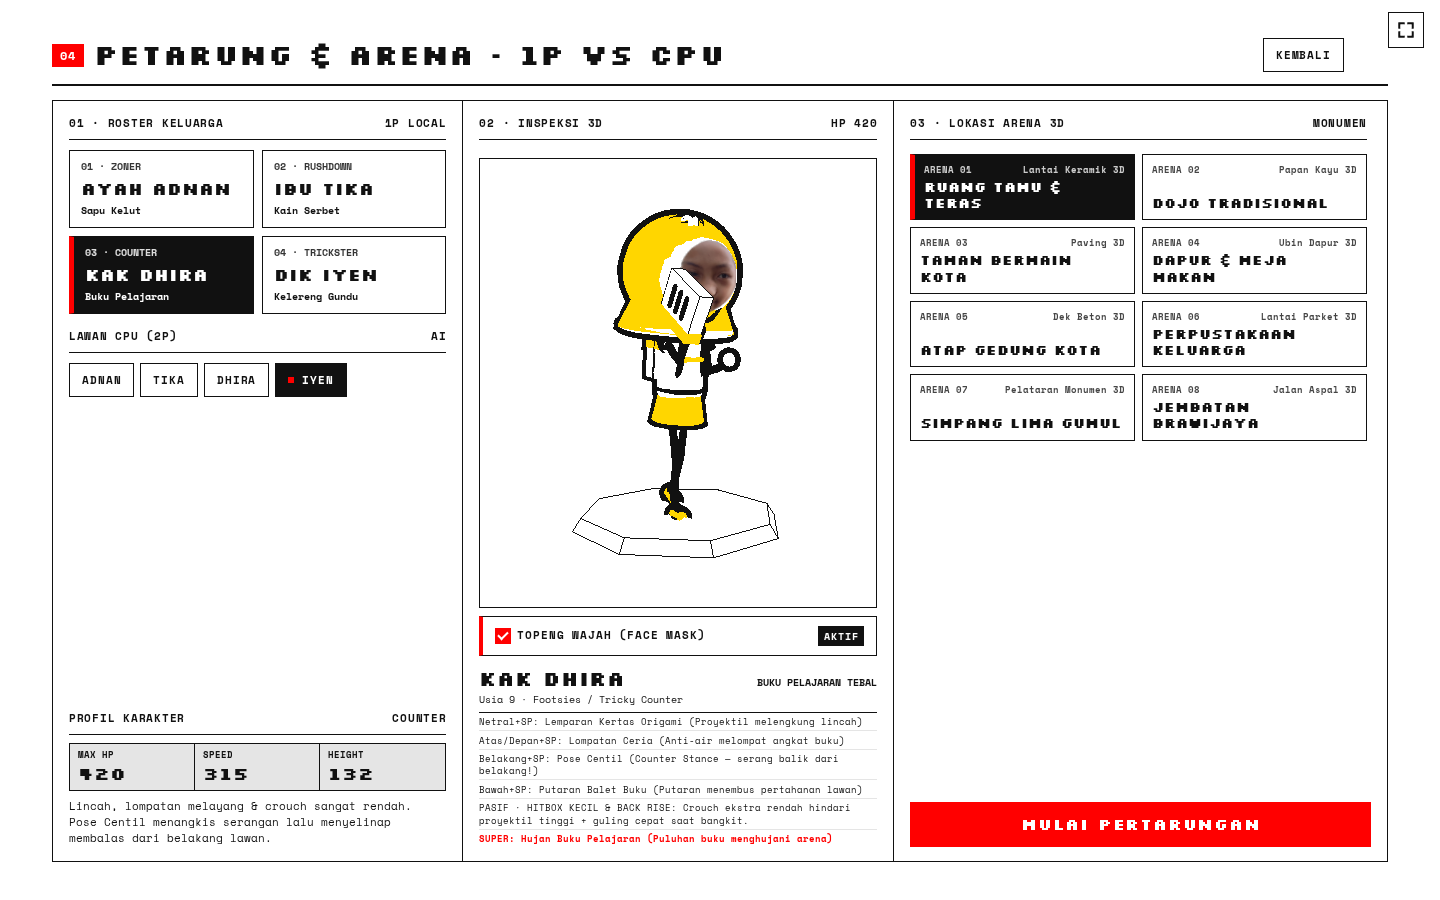 04 PETARUNG & ARENA - 1P VS CPU
KEMBALI
01 · ROSTER KELUARGA 1P LOCAL
01 · ZONER
AYAH ADNAN
Sapu Kelut
02 · RUSHDOWN
IBU TIKA
Kain Serbet
03 · COUNTER
KAK DHIRA
Buku Pelajaran
04 · TRICKSTER
DIK IYEN
Kelereng Gundu
LAWAN CPU (2P) AI
ADNAN TIKA DHIRA IYEN
PROFIL KARAKTER COUNTER
MAX HP SPEED HEIGHT
420 315 132
Lincah, lompatan melayang & crouch sangat rendah.
Pose Centil menangkis serangan lalu menyelinap
membalas dari belakang lawan.
02 · INSPEKSI 3D HP 420
TOPENG WAJAH (FACE MASK) AKTIF
KAK DHIRA BUKU PELAJARAN TEBAL
Usia 9 · Footsies / Tricky Counter
Netral+SP: Lemparan Kertas Origami (Proyektil melengkung lincah)
Atas/Depan+SP: Lompatan Ceria (Anti-air melompat angkat buku)
Belakang+SP: Pose Centil (Counter Stance — serang balik dari
belakang!)
Bawah+SP: Putaran Balet Buku (Putaran menembus pertahanan lawan)
PASIF · HITBOX KECIL & BACK RISE: Crouch ekstra rendah hindari
proyektil tinggi + guling cepat saat bangkit.
SUPER: Hujan Buku Pelajaran (Puluhan buku menghujani arena)
03 · LOKASI ARENA 3D MONUMEN
ARENA 01 Lantai Keramik 3D
RUANG TAMU &
TERAS
ARENA 02 Papan Kayu 3D
DOJO TRADISIONAL
ARENA 03 Paving 3D
TAMAN BERMAIN
KOTA
ARENA 04 Ubin Dapur 3D
DAPUR & MEJA
MAKAN
ARENA 05 Dek Beton 3D
ATAP GEDUNG KOTA
ARENA 06 Lantai Parket 3D
PERPUSTAKAAN
KELUARGA
ARENA 07 Pelataran Monumen 3D
SIMPANG LIMA GUMUL
ARENA 08 Jalan Aspal 3D
JEMBATAN
BRAWIJAYA
MULAI PERTARUNGAN